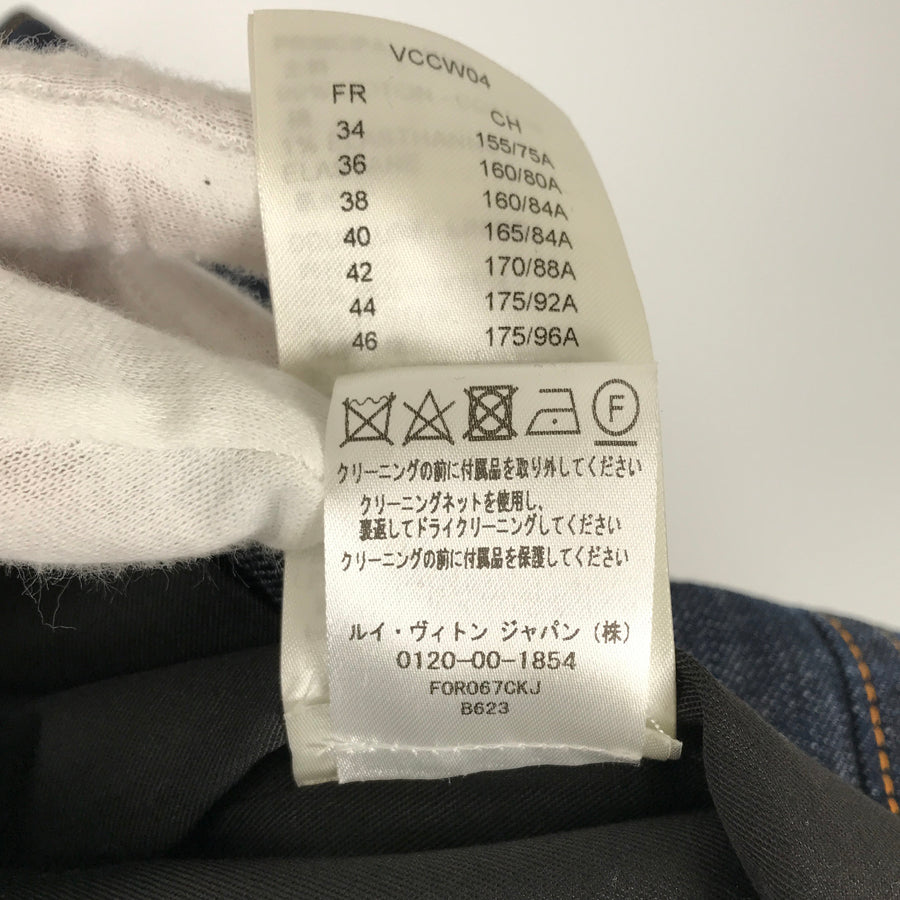 VCCW04
FR CH
34 155/75A
36 160/80A
38 160/84A
40 165/84A
42 170/88A
44 175/92A
46 175/96A
F
クリーニングの前に付属品を取り外してください
クリーニングネットを使用し、
裏返してドライクリーニングしてください
クリーニングの前に付属品を保護してください
ルイ・ヴィトン ジャパン (株)
0120-00-1854
FOR067CKJ
B623